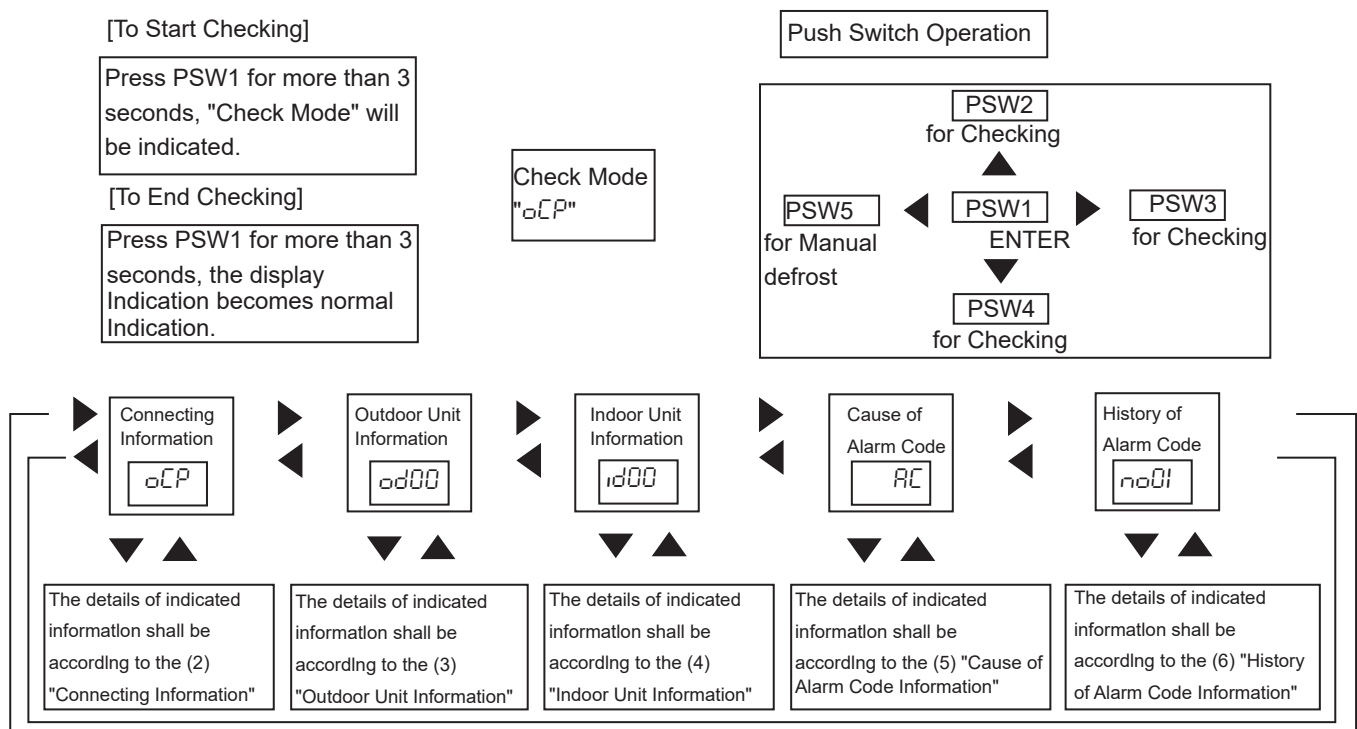 [To Start Checking]
Press PSW1 for more than 3
seconds, "Check Mode" will
be indicated.
[To End Checking]
Press PSW1 for more than 3
seconds, the display
Indication becomes normal
Indication.
Check Mode
"oCP"
Push Switch Operation
PSW2
for Checking
PSW5
for Manual
defrost
PSW1
ENTER
PSW3
for Checking
PSW4
for Checking
Connecting
Information
oCP
Outdoor Unit
Information
od00
Indoor Unit
Information
id00
Cause of
Alarm Code
AC
History of
Alarm Code
no01
The details of indicated
informatlon shall be
accordlng to the (2)
"Connecting Information"
The details of indicated
informatlon shall be
accordlng to the (3)
"Outdoor Unit Information"
The details of indicated
informatlon shall be
accordlng to the (4)
"Indoor Unit Information"
The details of indicated
informatlon shall be
accordlng to the (5) "Cause of
Alarm Code Information"
The details of indicated
informatlon shall be
accordlng to the (6) "History
of Alarm Code Information"